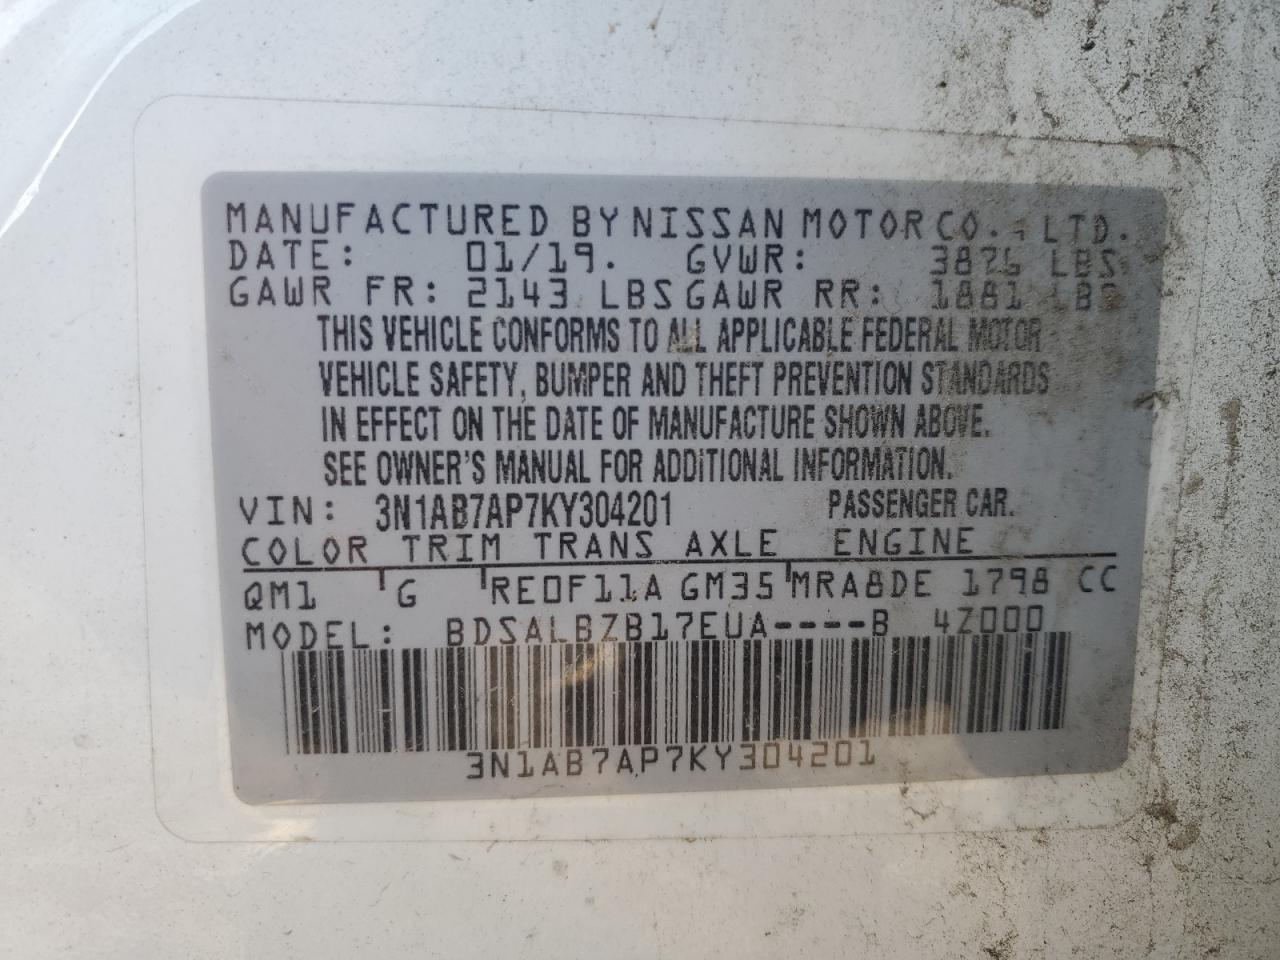 MANUFACTURED BY NISSAN MOTOR CO., LTD.
DATE: 01/19. GVWR: 3876 LBS
GAWR FR: 2143 LBS GAWR RR: 1881 LBS
THIS VEHICLE CONFORMS TO ALL APPLICABLE FEDERAL MOTOR
VEHICLE SAFETY, BUMPER AND THEFT PREVENTION STANDARDS
IN EFFECT ON THE DATE OF MANUFACTURE SHOWN ABOVE.
SEE OWNER'S MANUAL FOR ADDITIONAL INFORMATION.
VIN: 3N1AB7AP7KY304201 PASSENGER CAR.
COLOR TRIM TRANS AXLE ENGINE
QM1 G RE0F11A GM35 MRA8DE 1798 CC
MODEL: BDSALBZB17EUA----B 4Z000
3N1AB7AP7KY304201